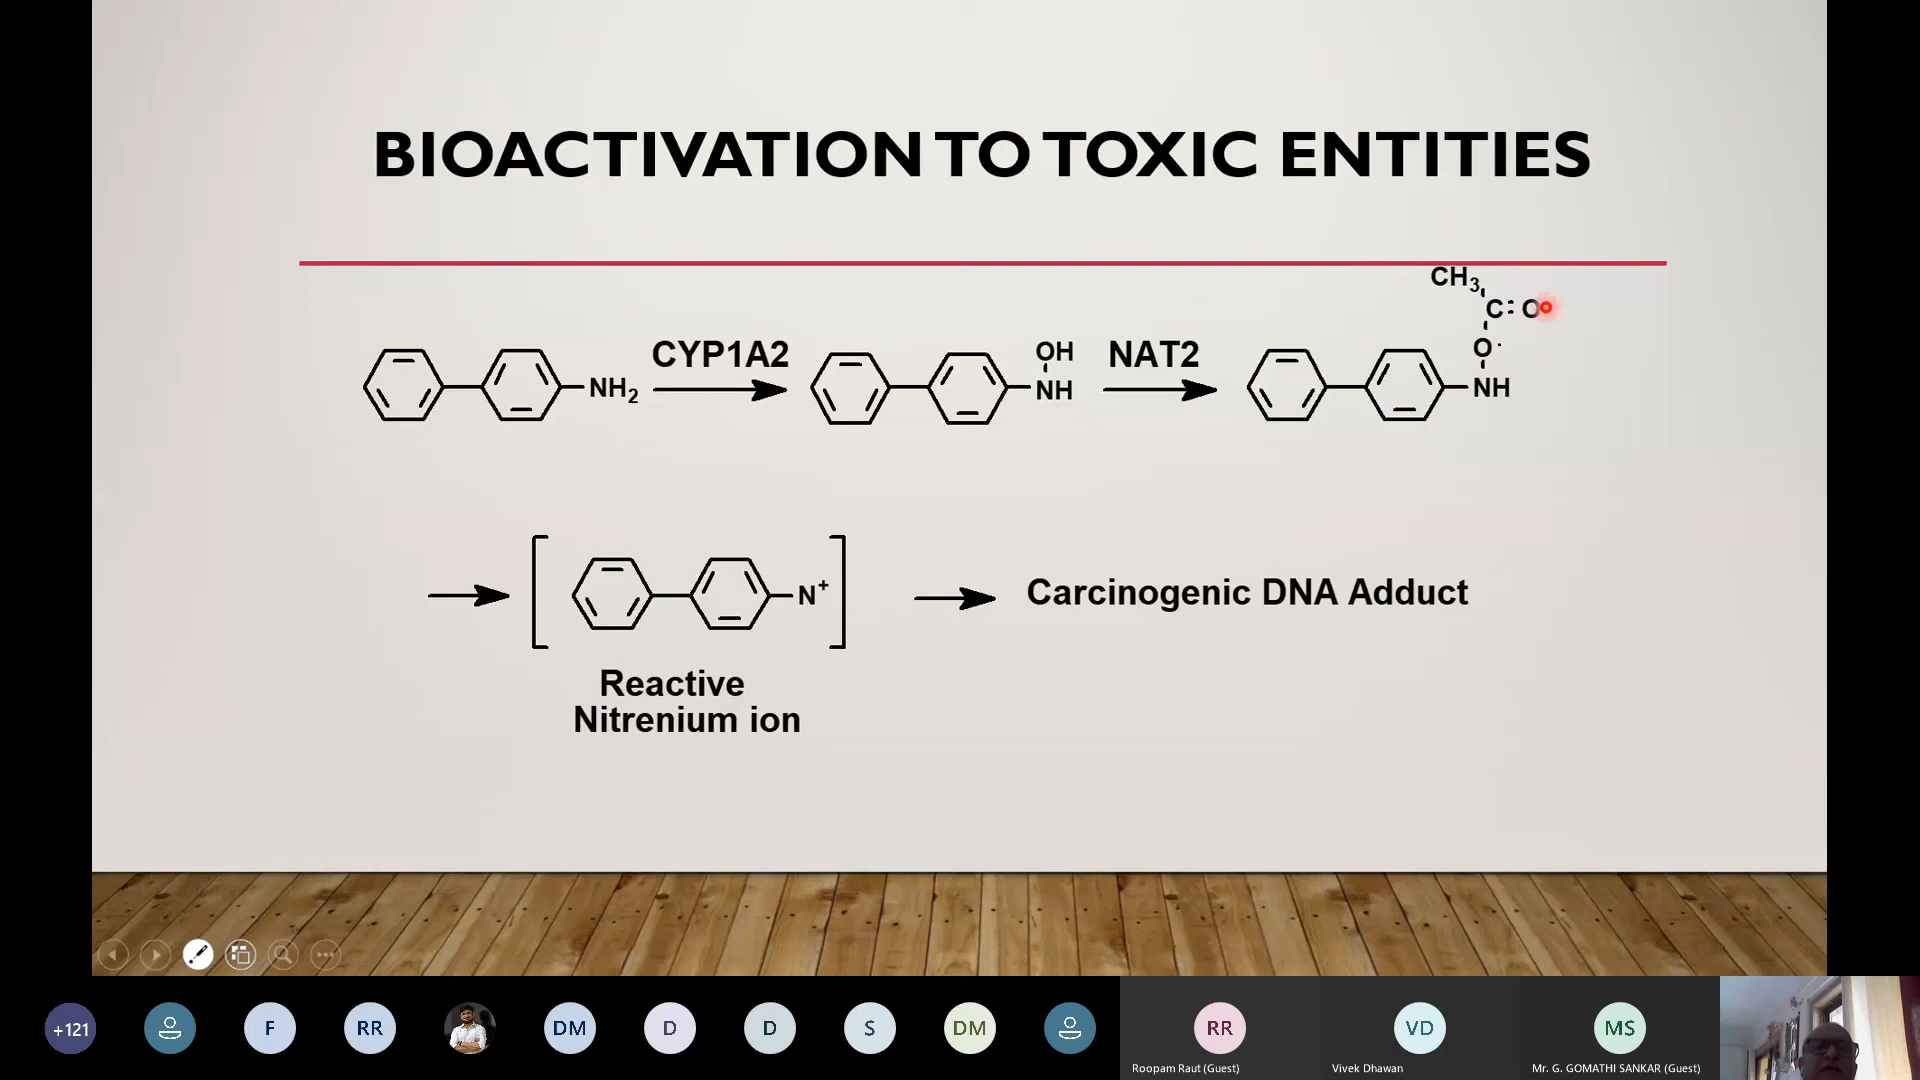 BIOACTIVATION TO TOXIC ENTITIES
CH3
C O
OH
O
CYP1A2
NAT2
NH2
NH
NH
N+
Carcinogenic DNA Adduct
Reactive
Nitrenium ion
+121
F
RR
DM
D
D
S
DM
RR
VD
MS
Roopam Raut (Guest)
Vivek Dhawan
Mr. G. GOMATHI SANKAR (Guest)